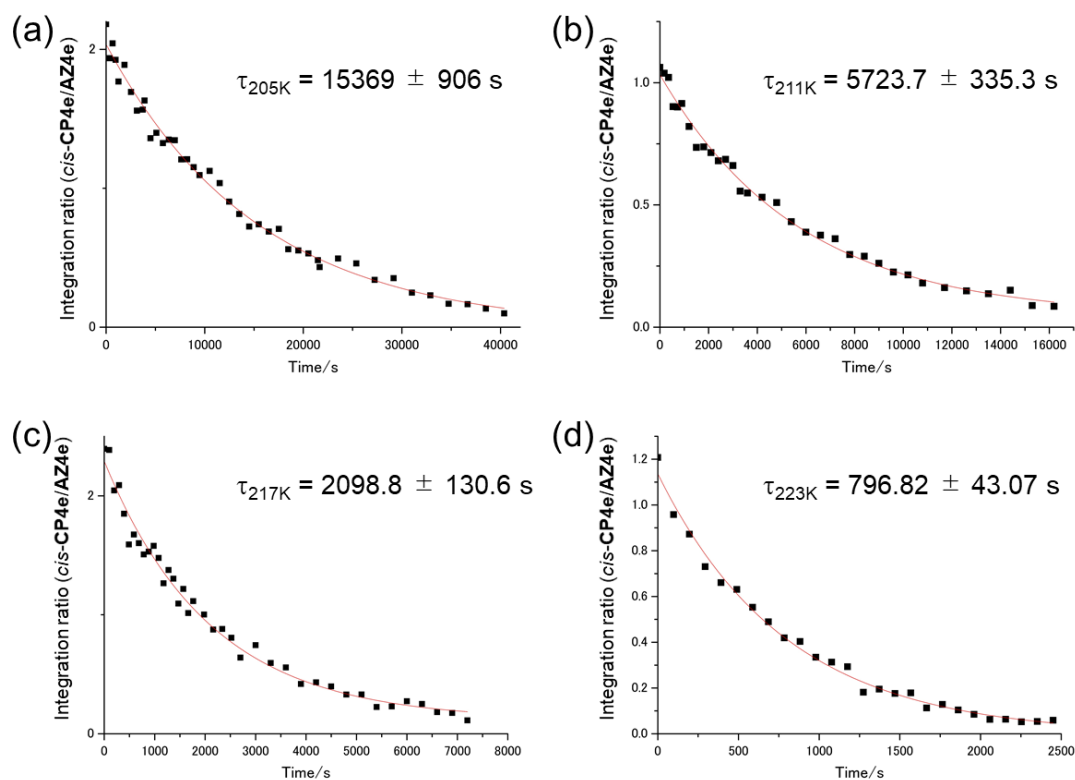 (a)
τ205K = 15369 ± 906 s
Integration ratio (cis-CP4e/AZ4e)
2
0
0 10000 20000 30000 40000
Time/s
(b)
τ211K = 5723.7 ± 335.3 s
Integration ratio (cis-CP4e/AZ4e)
1.0
0.5
0.0
0 2000 4000 6000 8000 10000 12000 14000 16000
Time/s
(c)
τ217K = 2098.8 ± 130.6 s
Integration ratio (cis-CP4e/AZ4e)
2
0
0 1000 2000 3000 4000 5000 6000 7000 8000
Time/s
(d)
τ223K = 796.82 ± 43.07 s
Integration ratio (cis-CP4e/AZ4e)
1.2
1.0
0.8
0.6
0.4
0.2
0.0
0 500 1000 1500 2000 2500
Time/s